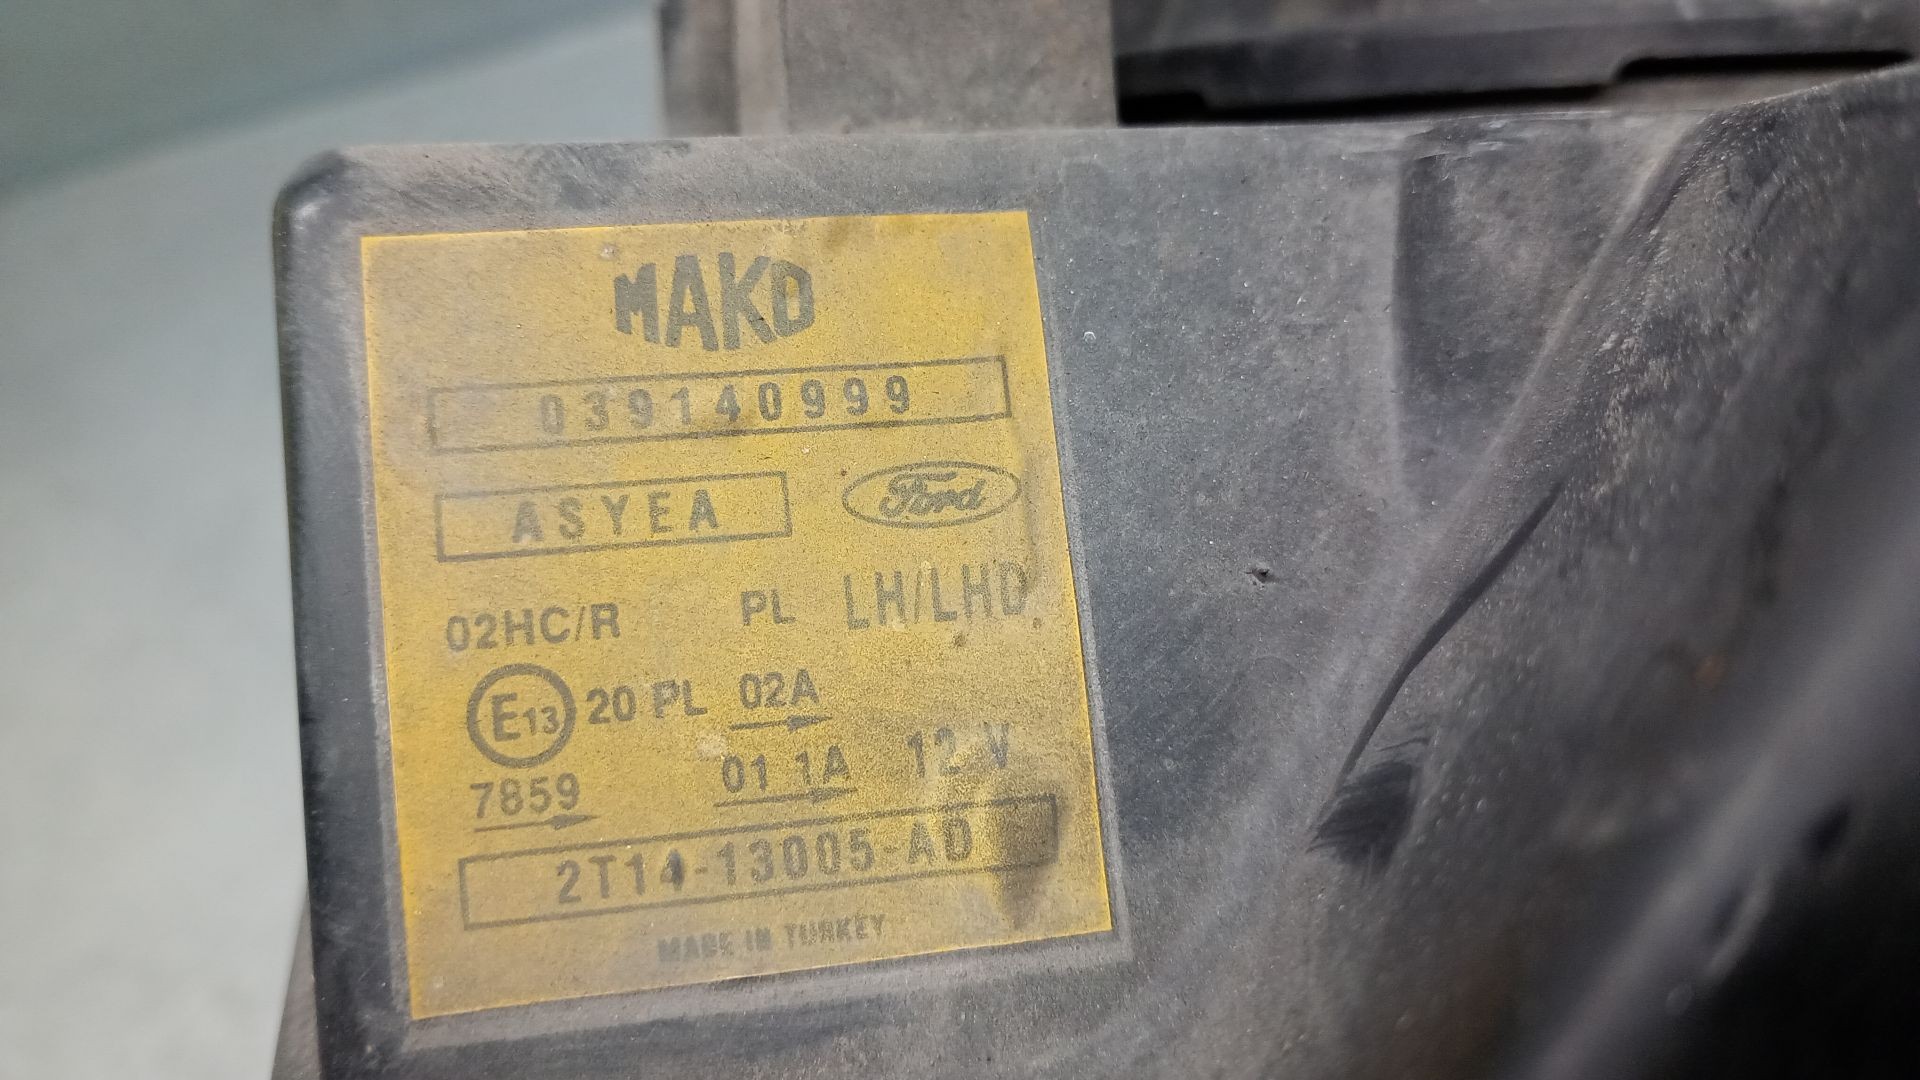 MAKO
039140999
ASYEA Ford
02HC/R PL LH/LHD
E13 20 PL 02A
7859 01 1A 12 V
2T14-13005-AD
MADE IN TURKEY